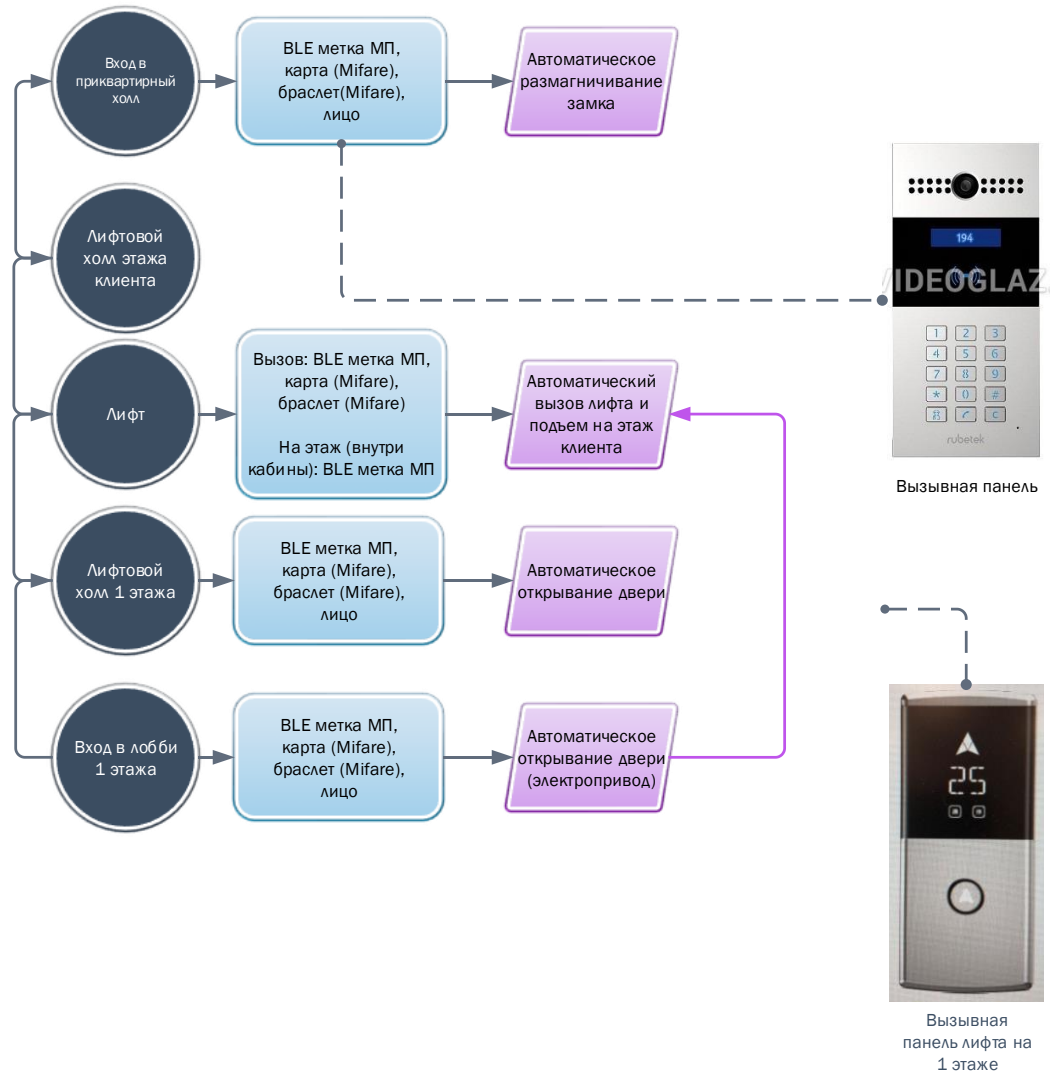 Вход в
приквартирный
холл
BLE метка МП,
карта (Mifare),
браслет(Mifare),
лицо
Автоматическое
размагничивание
замка
Лифтовой
холл этажа
клиента
194
VIDEOGLAZ
1 2 3
4 5 6
7 8 9
* 0 #
C
rubetek
Вызывная панель
Лифт
Вызов: BLE метка МП,
карта (Mifare),
браслет (Mifare)
На этаж (внутри
кабины): BLE метка МП
Автоматический
вызов лифта и
подъем на этаж
клиента
Лифтовой
холл 1 этажа
BLE метка МП,
карта (Mifare),
браслет (Mifare),
лицо
Автоматическое
открывание двери
Вход в лобби
1 этажа
BLE метка МП,
карта (Mifare),
браслет (Mifare),
лицо
Автоматическое
открывание двери
(электропривод)
25
Вызывная
панель лифта на
1 этаже